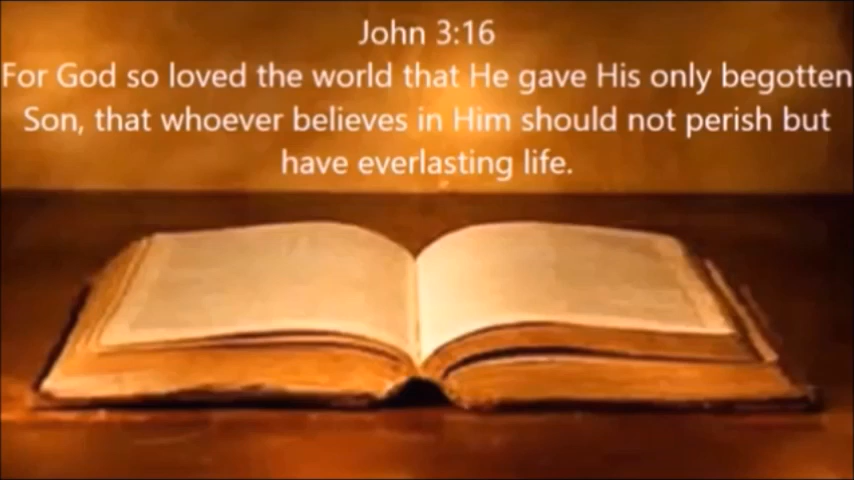 John 3:16
For God so loved the world that He gave His only begotten
Son, that whoever believes in Him should not perish but
have everlasting life.